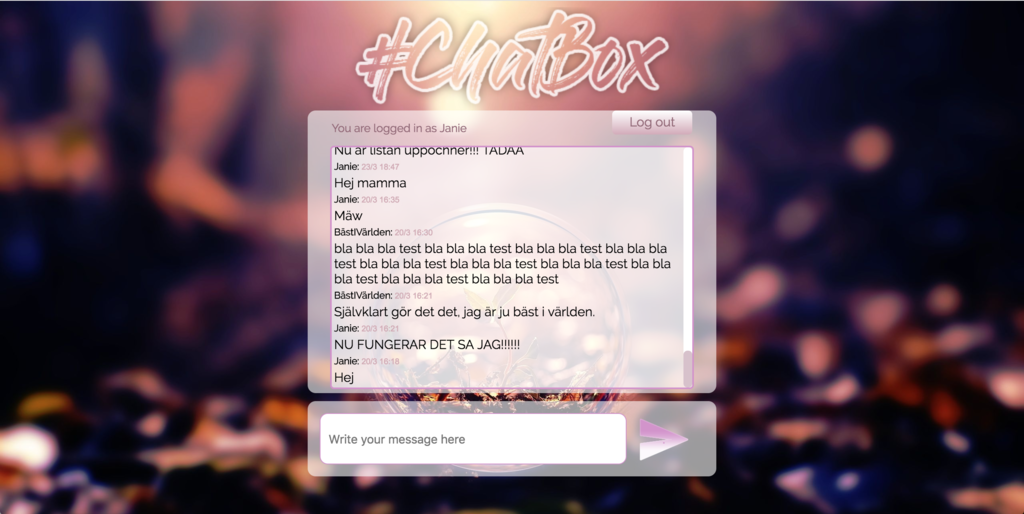 #ChatBox
You are logged in as Janie
Log out
Nu är listan uppochner!!! TADAA
Janie: 23/3 18:47
Hej mamma
Janie: 20/3 16:35
Mäw
BästIVärlden: 20/3 16:30
bla bla bla test bla bla bla test bla bla bla test bla bla bla
test bla bla bla test bla bla bla test bla bla bla test bla bla
bla test bla bla bla test bla bla bla test
BästIVärlden: 20/3 16:21
Självklart gör det det, jag är ju bäst i världen.
Janie: 20/3 16:21
NU FUNGERAR DET SA JAG!!!!!!
Janie: 20/3 16:18
Hej
Write your message here